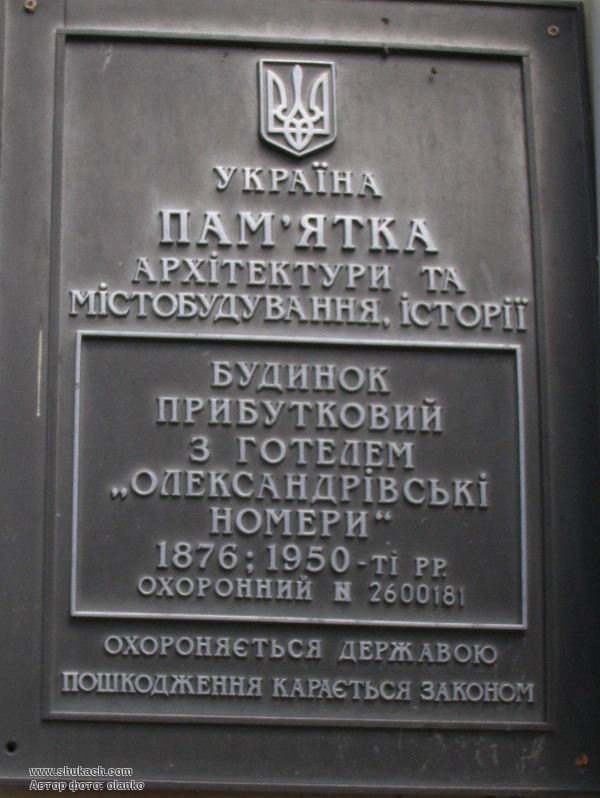 УКРАЇНА
ПАМ'ЯТКА
АРХІТЕКТУРИ ТА
МІСТОБУДУВАННЯ, ІСТОРІЇ
БУДИНОК
ПРИБУТКОВИЙ
З ГОТЕЛЕМ
„ОЛЕКСАНДРІВСЬКІ
НОМЕРИ“
1876; 1950-ТІ РР.
ОХОРОННИЙ N 2600181
ОХОРОНЯЄТЬСЯ ДЕРЖАВОЮ
ПОШКОДЖЕННЯ КАРАЄТЬСЯ ЗАКОНОМ
www.shukach.com
Автор фото: olanko